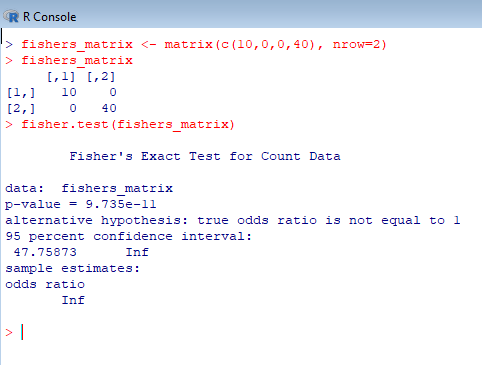 R Console
> fishers_matrix <- matrix(c(10,0,0,40), nrow=2)
> fishers_matrix
     [,1] [,2]
[1,]   10    0
[2,]    0   40
> fisher.test(fishers_matrix)
        Fisher's Exact Test for Count Data
data:  fishers_matrix
p-value = 9.735e-11
alternative hypothesis: true odds ratio is not equal to 1
95 percent confidence interval:
 47.75873      Inf
sample estimates:
odds ratio
       Inf
>